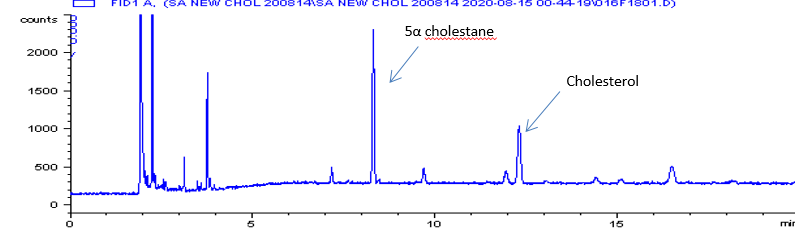 FID1 A, (SA NEW CHOL 200814\SA NEW CHOL 200814 2020-08-15 00-44-19\016F1801.D)
counts
5α cholestane
2000
Cholesterol
1500
1000
500
0
0 5 10 15 min